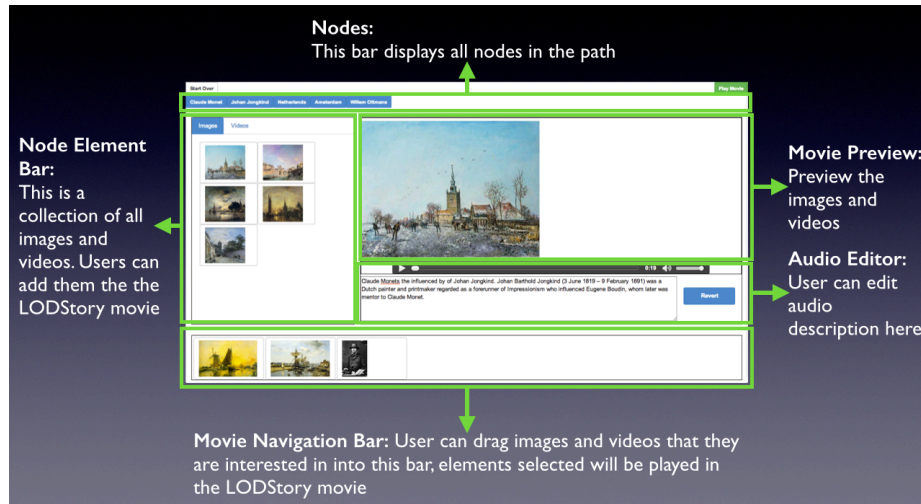 Nodes:
This bar displays all nodes in the path
Start Over
Play Movie
Claude Monet Johan Jongkind Netherlands Amsterdam Willem Oltmans
Node Element
Bar:
This is a
collection of all
images and
videos. Users can
add them the the
LODStory movie
Images Videos
Movie Preview:
Preview the
images and
videos
0:19
Claude Monets the influenced by of Johan Jongkind. Johan Barthold Jongkind (3 June 1819 – 9 February 1891) was a
Dutch painter and printmaker regarded as a forerunner of Impressionism who influenced Eugene Boudin, whom later was
mentor to Claude Monet.
Revert
Audio Editor:
User can edit
audio
description here
Movie Navigation Bar: User can drag images and videos that they
are interested in into this bar, elements selected will be played in
the LODStory movie